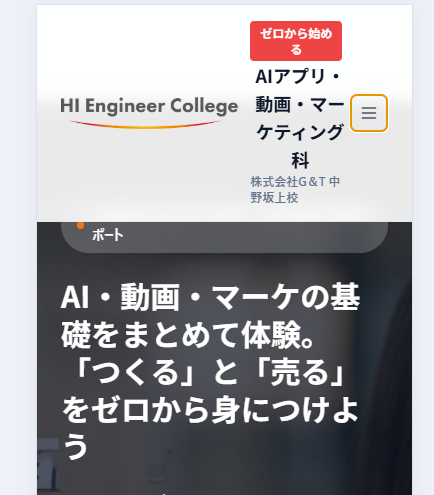 ゼロから始め
る
HI Engineer College
AIアプリ・
動画・マー
ケティング
科
株式会社G&T 中
野坂上校
ポート
AI・動画・マーケの基
礎をまとめて体験。
「つくる」と「売る」
をゼロから身につけよ
う